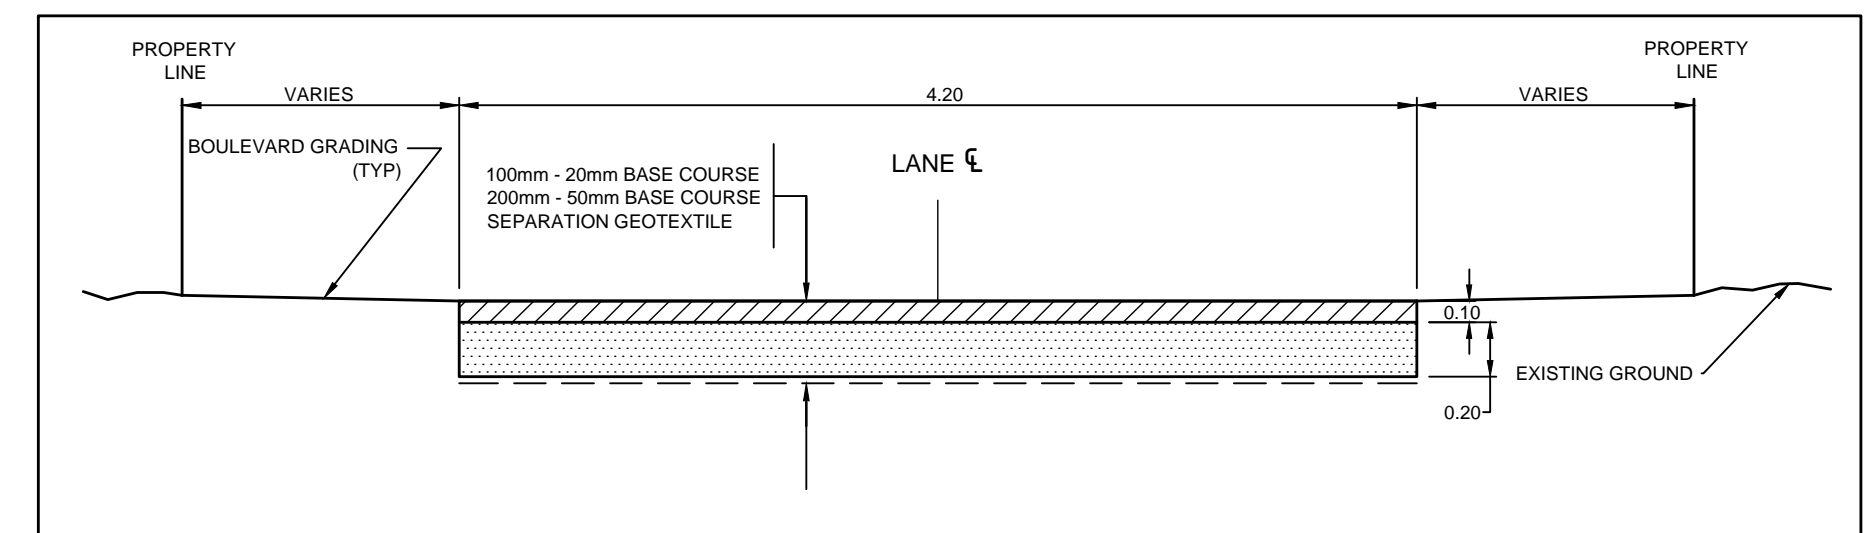 PROPERTY
LINE
PROPERTY
LINE
VARIES
4.20
VARIES
BOULEVARD GRADING
(TYP)
100mm - 20mm BASE COURSE
200mm - 50mm BASE COURSE
SEPARATION GEOTEXTILE
LANE ℄
0.10
EXISTING GROUND
0.20